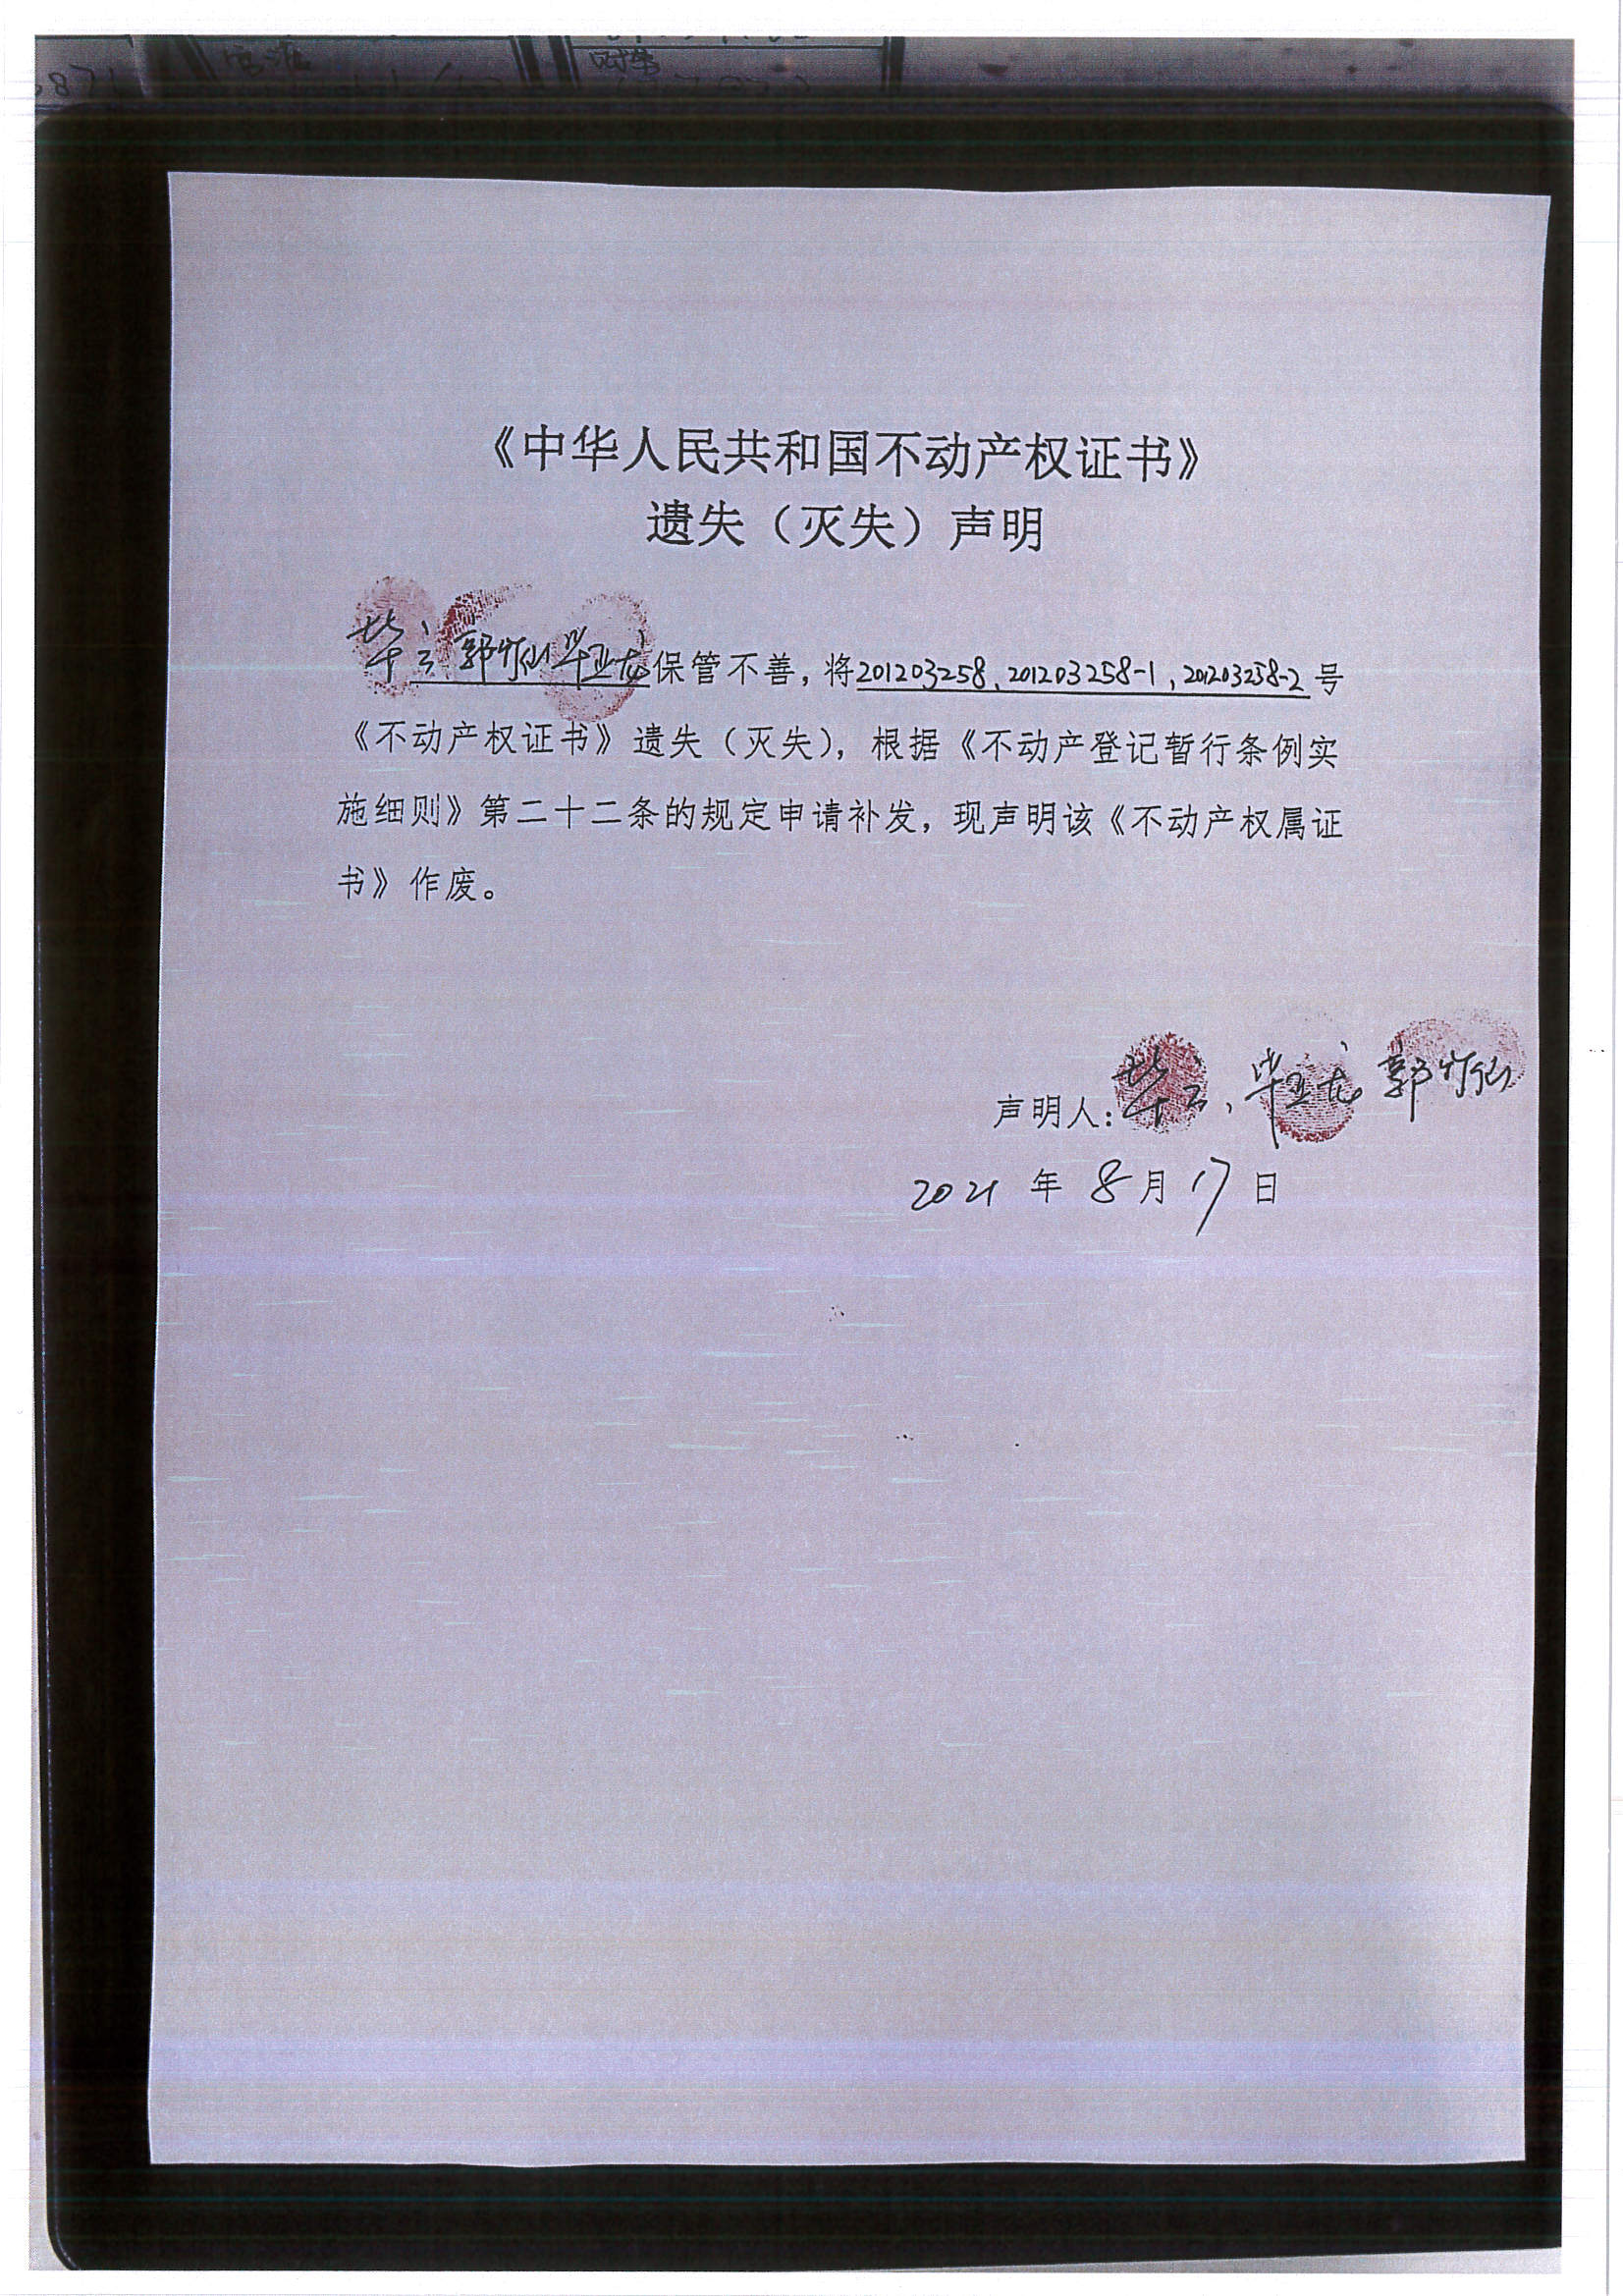 《中华人民共和国不动产权证书》
遗失（灭失）声明
毕云 郭竹仙 毕亚龙保管不善，将201203258、201203258-1，201203258-2号
《不动产权证书》遗失（灭失），根据《不动产登记暂行条例实
施细则》第二十二条的规定申请补发，现声明该《不动产权属证
书》作废。
声明人：毕云、毕亚龙 郭竹仙
2021 年 8月17日